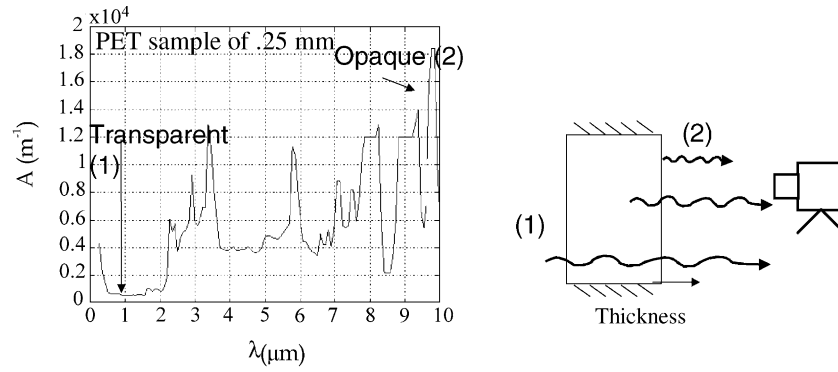 x10⁴
PET sample of .25 mm
Opaque (2)
Transparent
(1)
2
1.8
1.6
1.4
1.2
1
0.8
0.6
0.4
0.2
0
A (m⁻¹)
0 1 2 3 4 5 6 7 8 9 10
λ(μm)
(2)
(1)
Thickness